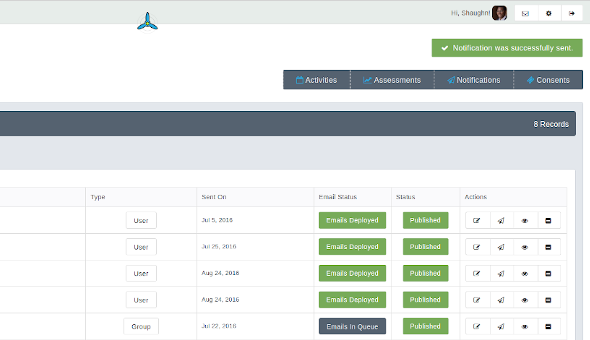 Hi, Shoughn!
Notification was successfully sent.
Activities Assessments Notifications Consents
8 Records
Type Sent On Email Status Status Actions
User Jul 5, 2016 Emails Deployed Published
User Jul 25, 2016 Emails Deployed Published
User Aug 24, 2016 Emails Deployed Published
User Aug 24, 2016 Emails Deployed Published
Group Jul 22, 2016 Emails In Queue Published